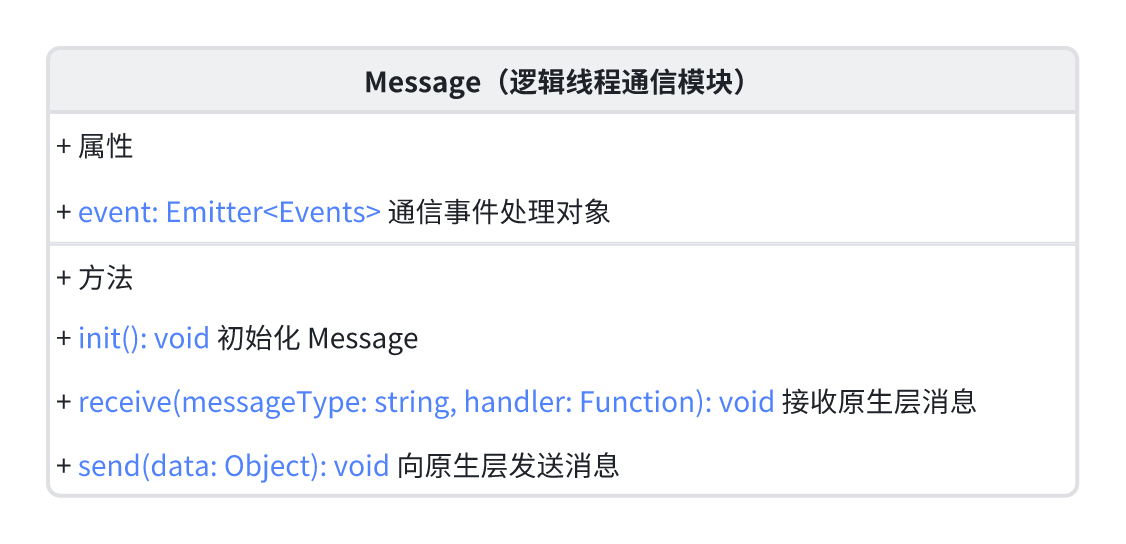 Message（逻辑线程通信模块）
+ 属性
+ event: Emitter<Events> 通信事件处理对象
+ 方法
+ init(): void 初始化 Message
+ receive(messageType: string, handler: Function): void 接收原生层消息
+ send(data: Object): void 向原生层发送消息